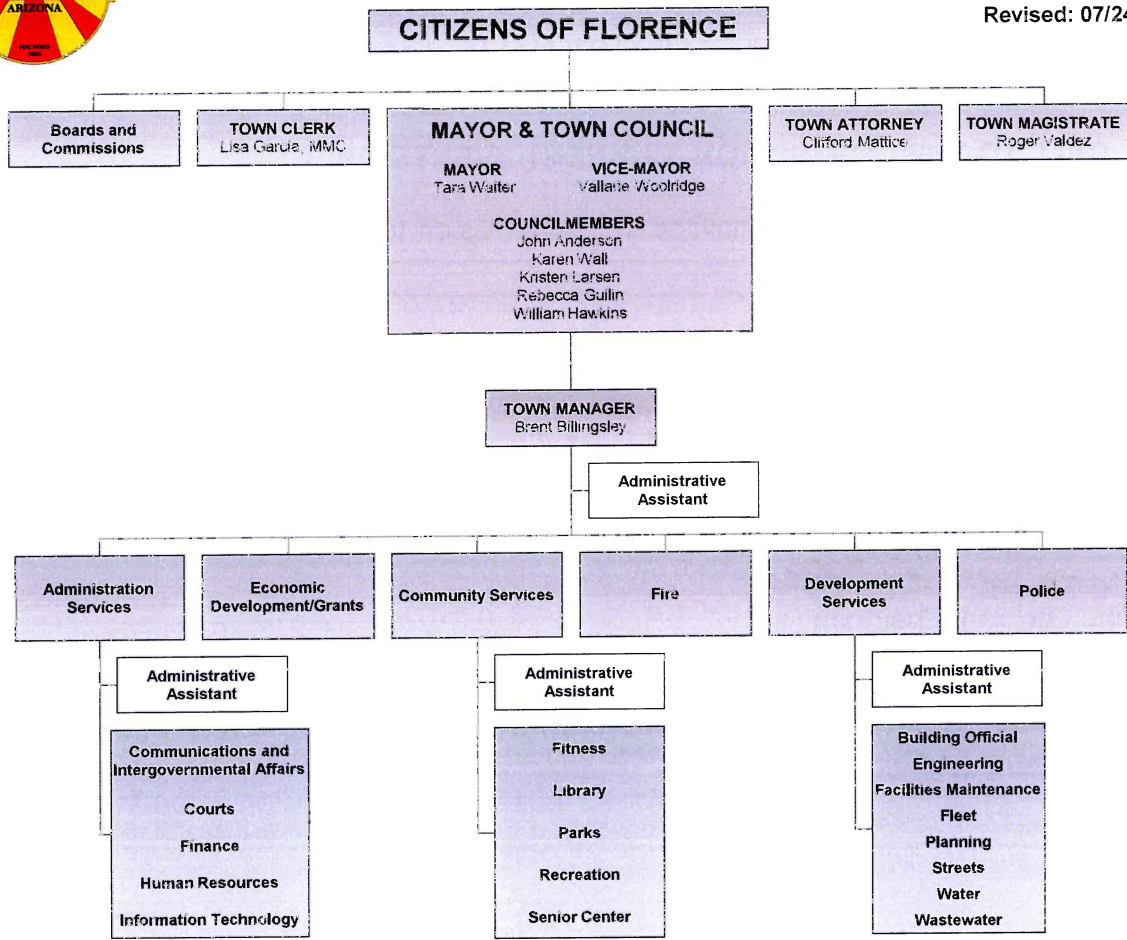 ARIZONA
FOUNDED
1866
CITIZENS OF FLORENCE
Revised: 07/24
Boards and
Commissions
TOWN CLERK
Lisa Garcia, MMC
MAYOR & TOWN COUNCIL
MAYOR
Tara Walter
VICE-MAYOR
Vallarie Woolridge
COUNCILMEMBERS
John Anderson
Karen Wall
Kristen Larsen
Rebecca Guilin
William Hawkins
TOWN ATTORNEY
Clifford Mattice
TOWN MAGISTRATE
Roger Valdez
TOWN MANAGER
Brent Billingsley
Administrative
Assistant
Administration
Services
Economic
Development/Grants
Community Services
Fire
Development
Services
Police
Administrative
Assistant
Communications and
Intergovernmental Affairs
Courts
Finance
Human Resources
Information Technology
Administrative
Assistant
Fitness
Library
Parks
Recreation
Senior Center
Administrative
Assistant
Building Official
Engineering
Facilities Maintenance
Fleet
Planning
Streets
Water
Wastewater